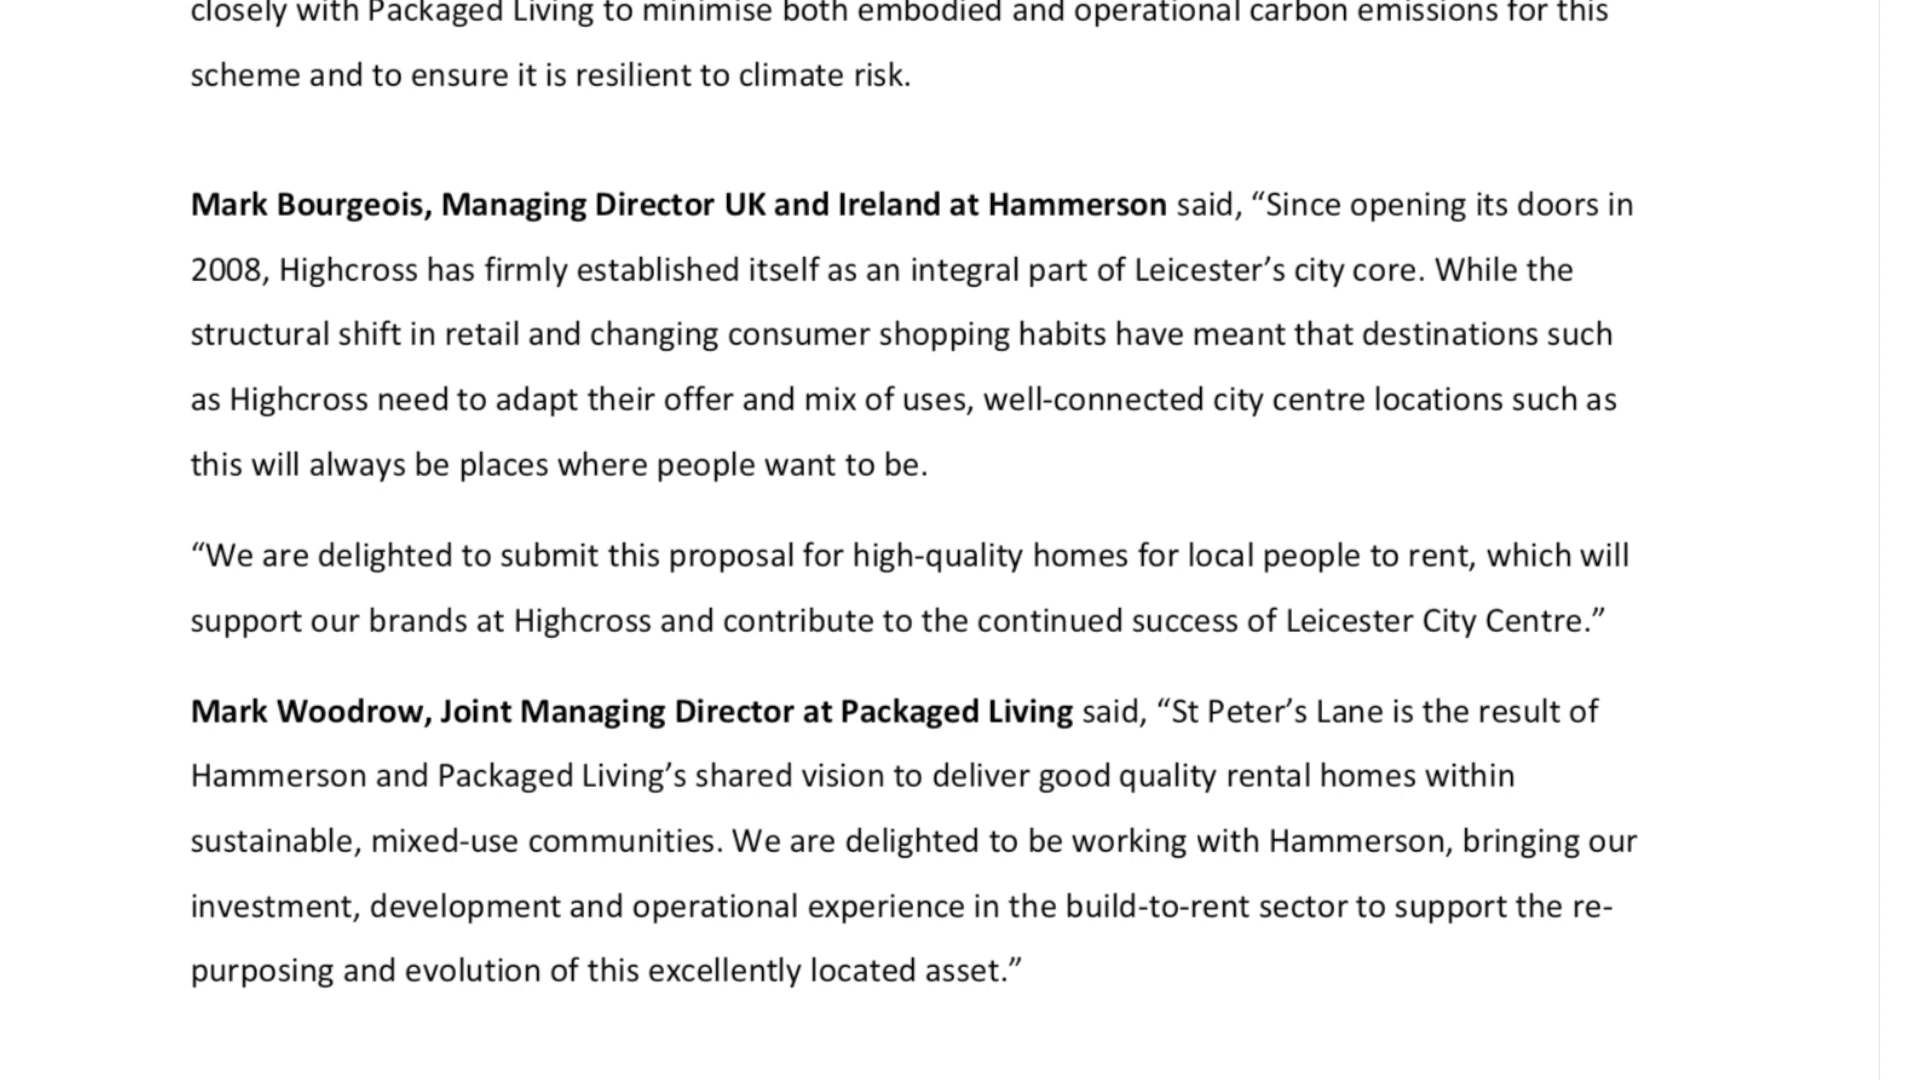 closely with Packaged Living to minimise both embodied and operational carbon emissions for this
scheme and to ensure it is resilient to climate risk.
Mark Bourgeois, Managing Director UK and Ireland at Hammerson said, “Since opening its doors in
2008, Highcross has firmly established itself as an integral part of Leicester’s city core. While the
structural shift in retail and changing consumer shopping habits have meant that destinations such
as Highcross need to adapt their offer and mix of uses, well-connected city centre locations such as
this will always be places where people want to be.
“We are delighted to submit this proposal for high-quality homes for local people to rent, which will
support our brands at Highcross and contribute to the continued success of Leicester City Centre.”
Mark Woodrow, Joint Managing Director at Packaged Living said, “St Peter’s Lane is the result of
Hammerson and Packaged Living’s shared vision to deliver good quality rental homes within
sustainable, mixed-use communities. We are delighted to be working with Hammerson, bringing our
investment, development and operational experience in the build-to-rent sector to support the re-
purposing and evolution of this excellently located asset.”